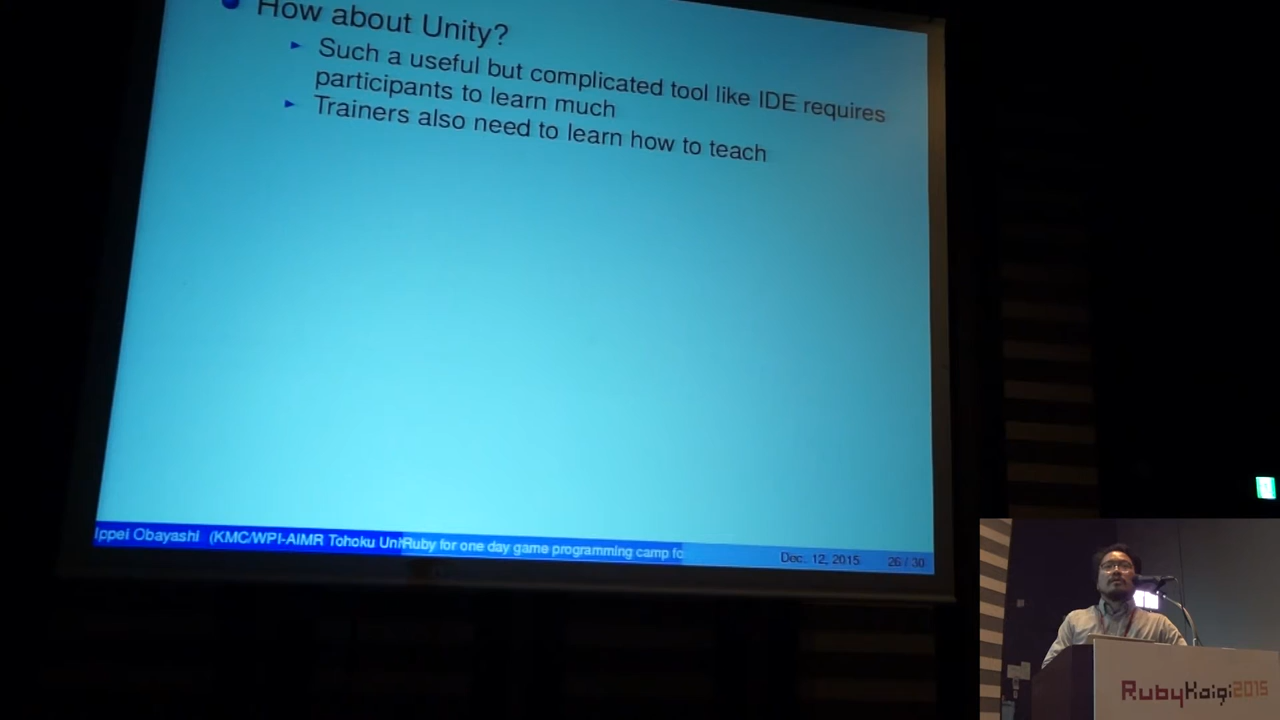 How about Unity?
Such a useful but complicated tool like IDE requires
participants to learn much
Trainers also need to learn how to teach
Ippei Obayashi (KMC/WPI-AIMR Tohoku Uni
Ruby for one day game programming camp fo
Dec. 12, 2015
26 / 30
RubyKaigi2015